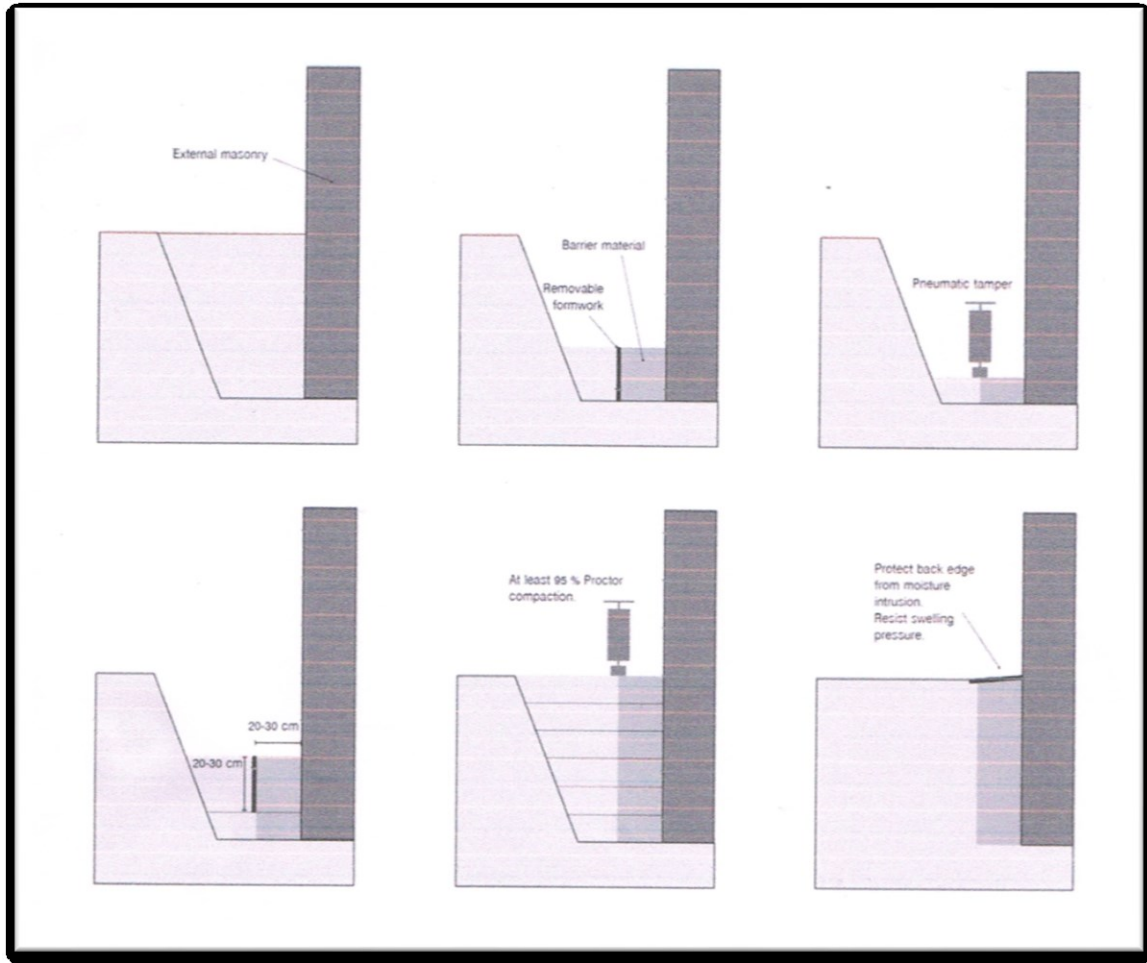 External masonry
Barrier material
Removable
formwork
Pneumatic tamper
20-30 cm
20-30 cm
At least 95 % Proctor
compaction.
Protect back edge
from moisture
intrusion.
Resist swelling
pressure.